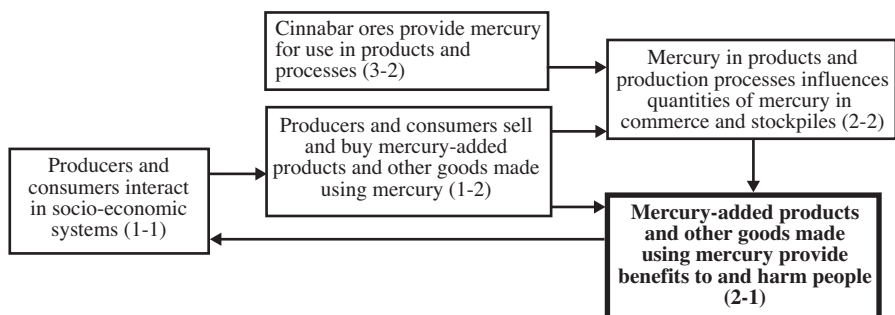 Cinnabar ores provide mercury
for use in products and
processes (3-2)
Mercury in products and
production processes influences
quantities of mercury in
commerce and stockpiles (2-2)
Producers and consumers sell
and buy mercury-added
products and other goods made
using mercury (1-2)
Producers and
consumers interact
in socio-economic
systems (1-1)
Mercury-added products
and other goods made
using mercury provide
benefits to and harm people
(2-1)